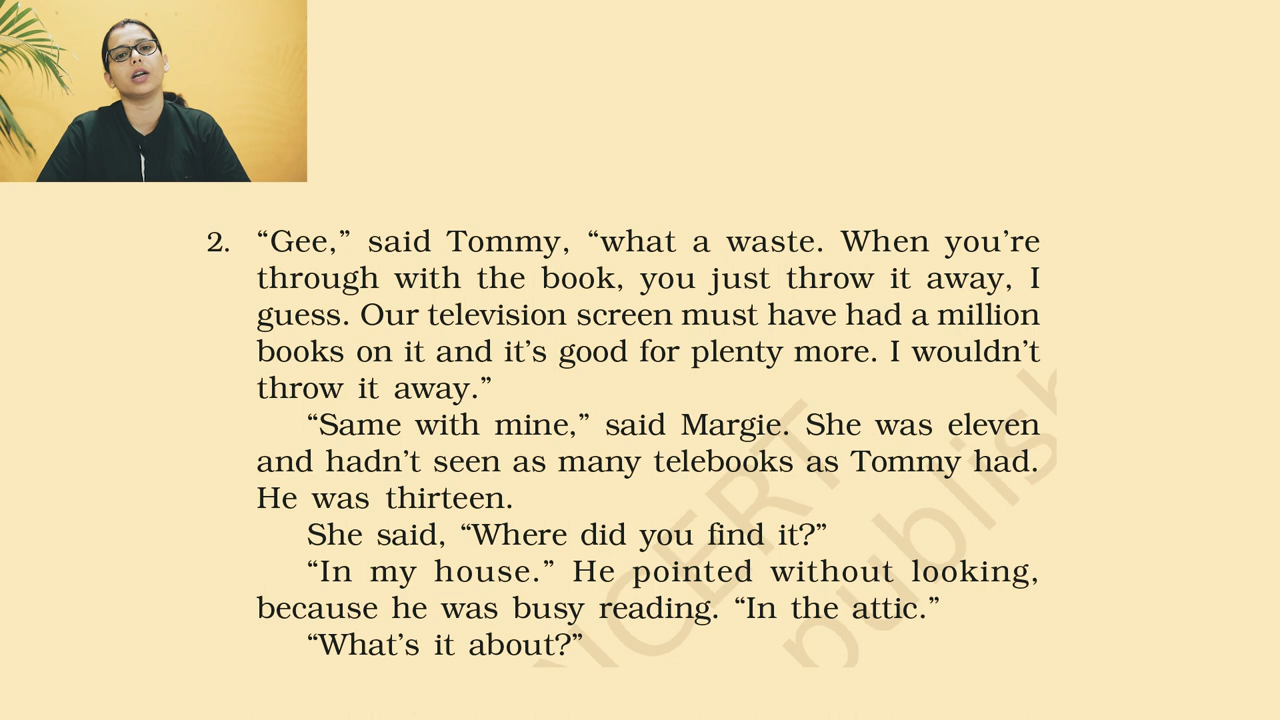 2. “Gee,” said Tommy, “what a waste. When you’re
through with the book, you just throw it away, I
guess. Our television screen must have had a million
books on it and it’s good for plenty more. I wouldn’t
throw it away.”
“Same with mine,” said Margie. She was eleven
and hadn’t seen as many telebooks as Tommy had.
He was thirteen.
She said, “Where did you find it?”
“In my house.” He pointed without looking,
because he was busy reading. “In the attic.”
“What’s it about?”
NCERT